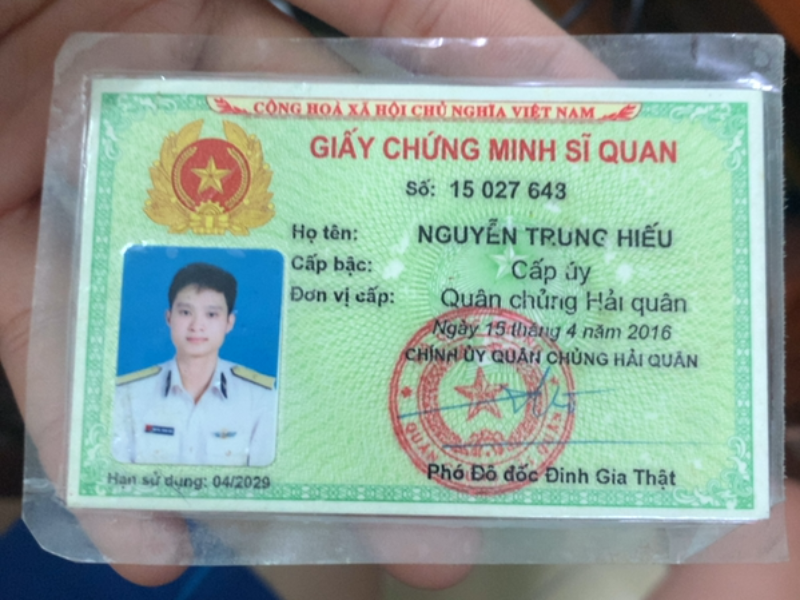 CỘNG HOÀ XÃ HỘI CHỦ NGHĨA VIỆT NAM
GIẤY CHỨNG MINH SĨ QUAN
Số: 15 027 643
Họ tên: NGUYỄN TRUNG HIẾU
Cấp bậc: Cấp úy
Đơn vị cấp: Quân chủng Hải quân
Ngày 15 tháng 4 năm 2016
CHÍNH ỦY QUÂN CHỦNG HẢI QUÂN
Phó Đô đốc Đinh Gia Thật
Hạn sử dụng: 04/2029